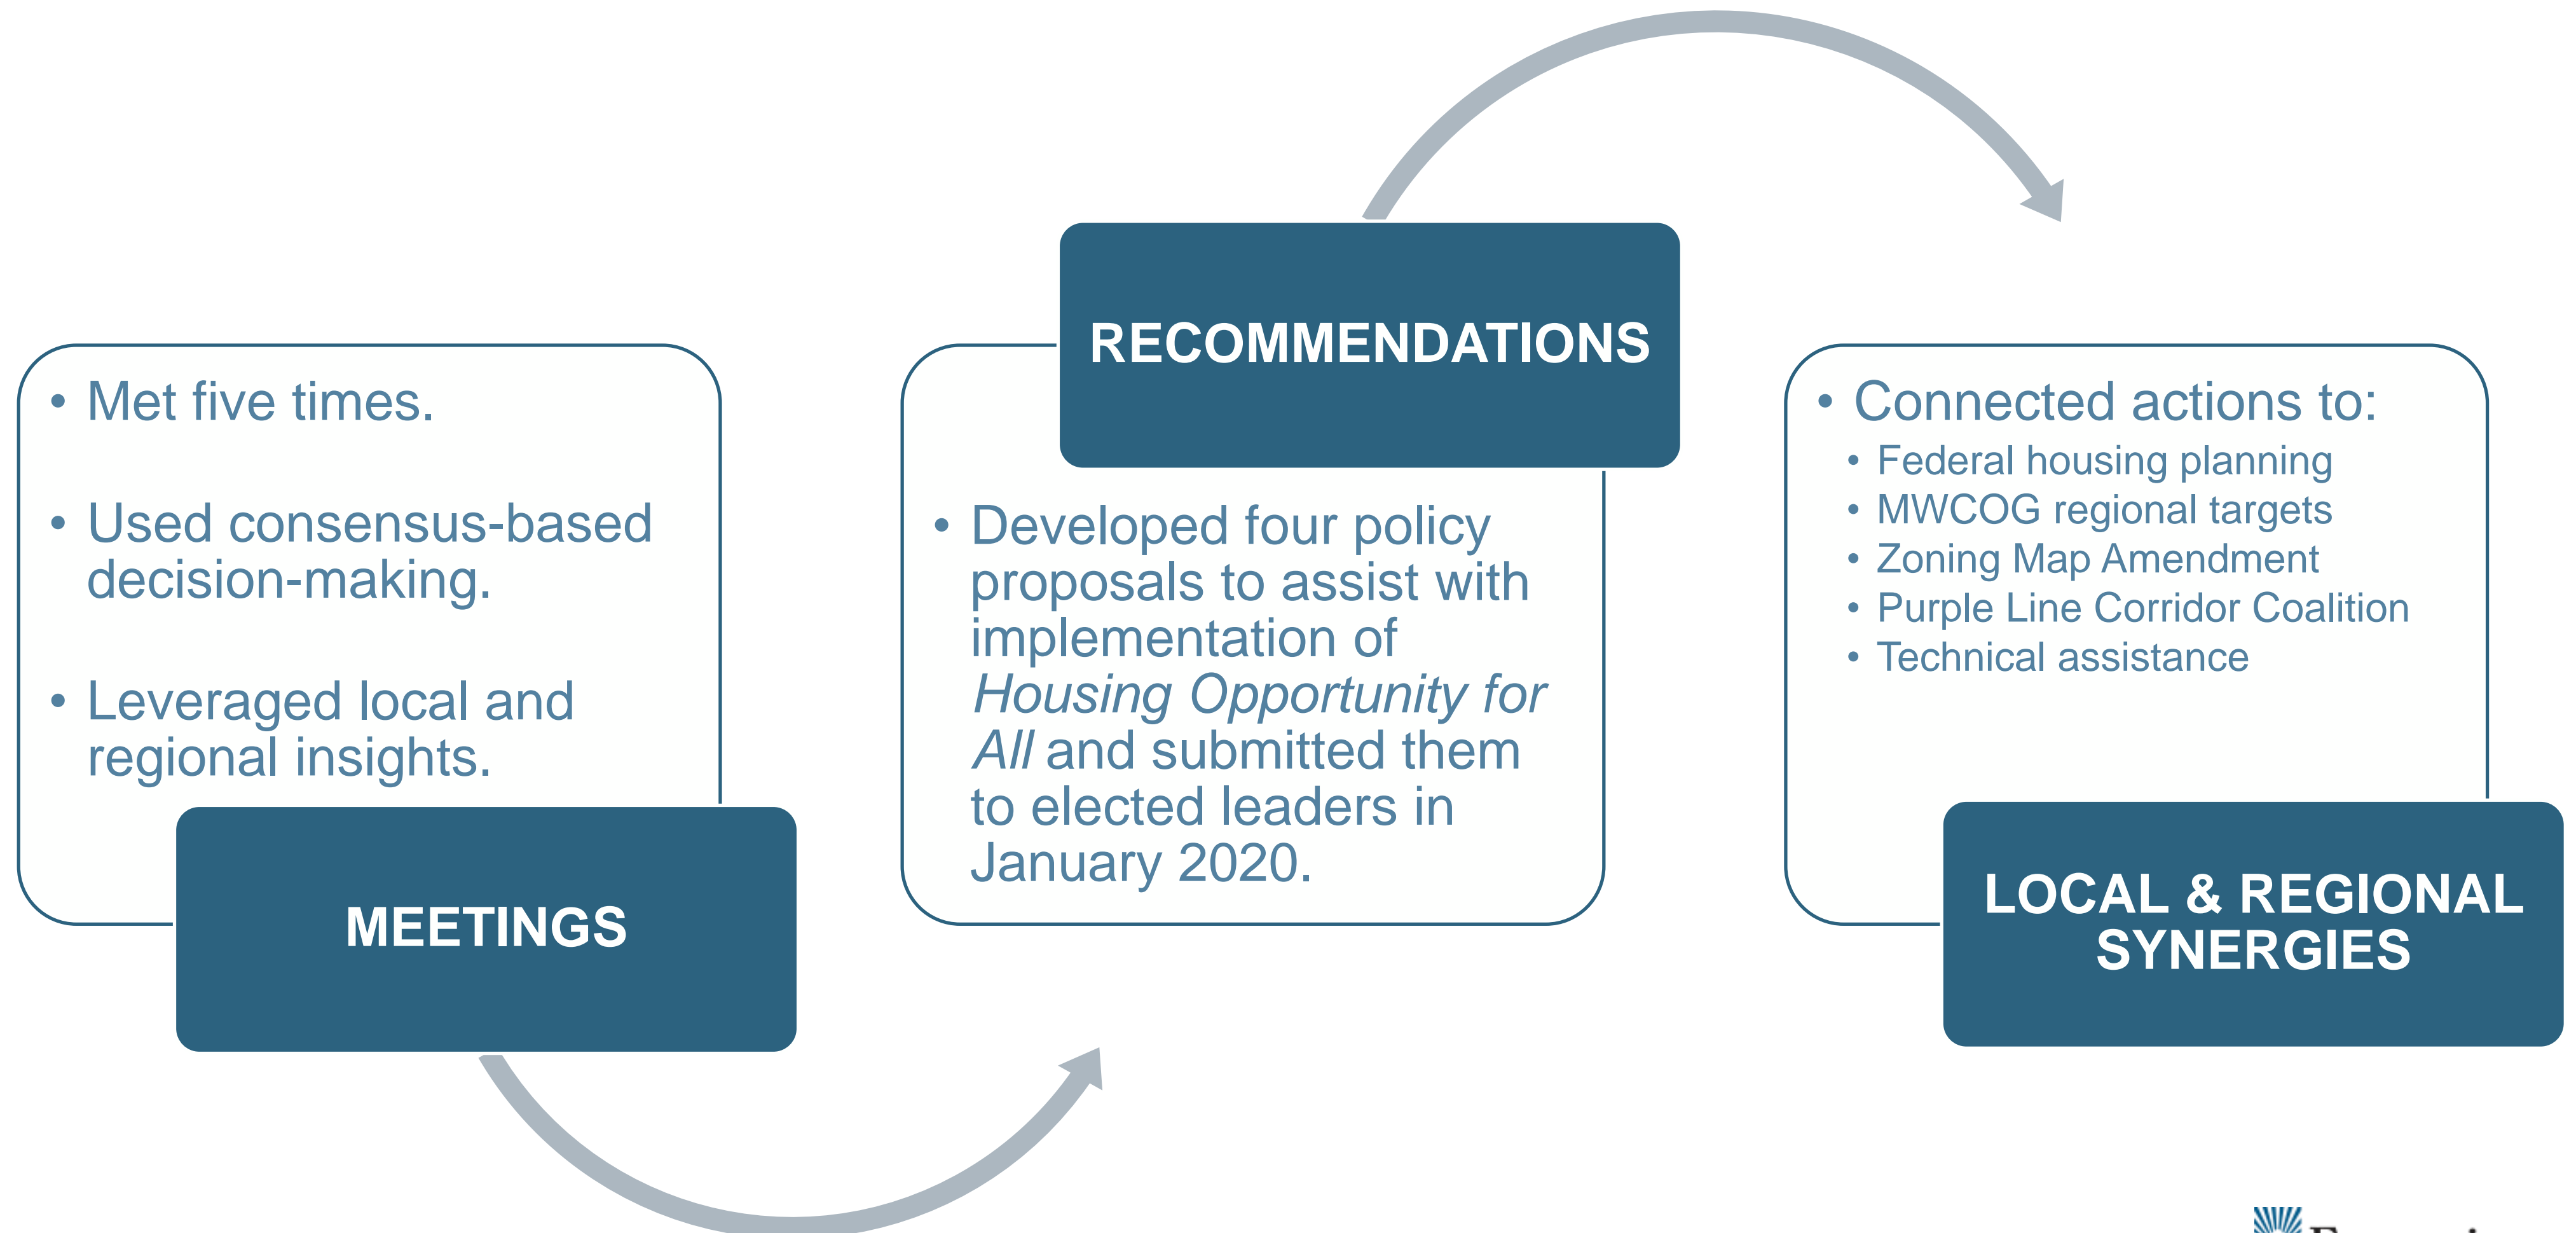 • Met five times.
• Used consensus-based
decision-making.
• Leveraged local and
regional insights.
MEETINGS
RECOMMENDATIONS
• Developed four policy
proposals to assist with
implementation of
Housing Opportunity for
All and submitted them
to elected leaders in
January 2020.
• Connected actions to:
• Federal housing planning
• MWCOG regional targets
• Zoning Map Amendment
• Purple Line Corridor Coalition
• Technical assistance
LOCAL & REGIONAL
SYNERGIES